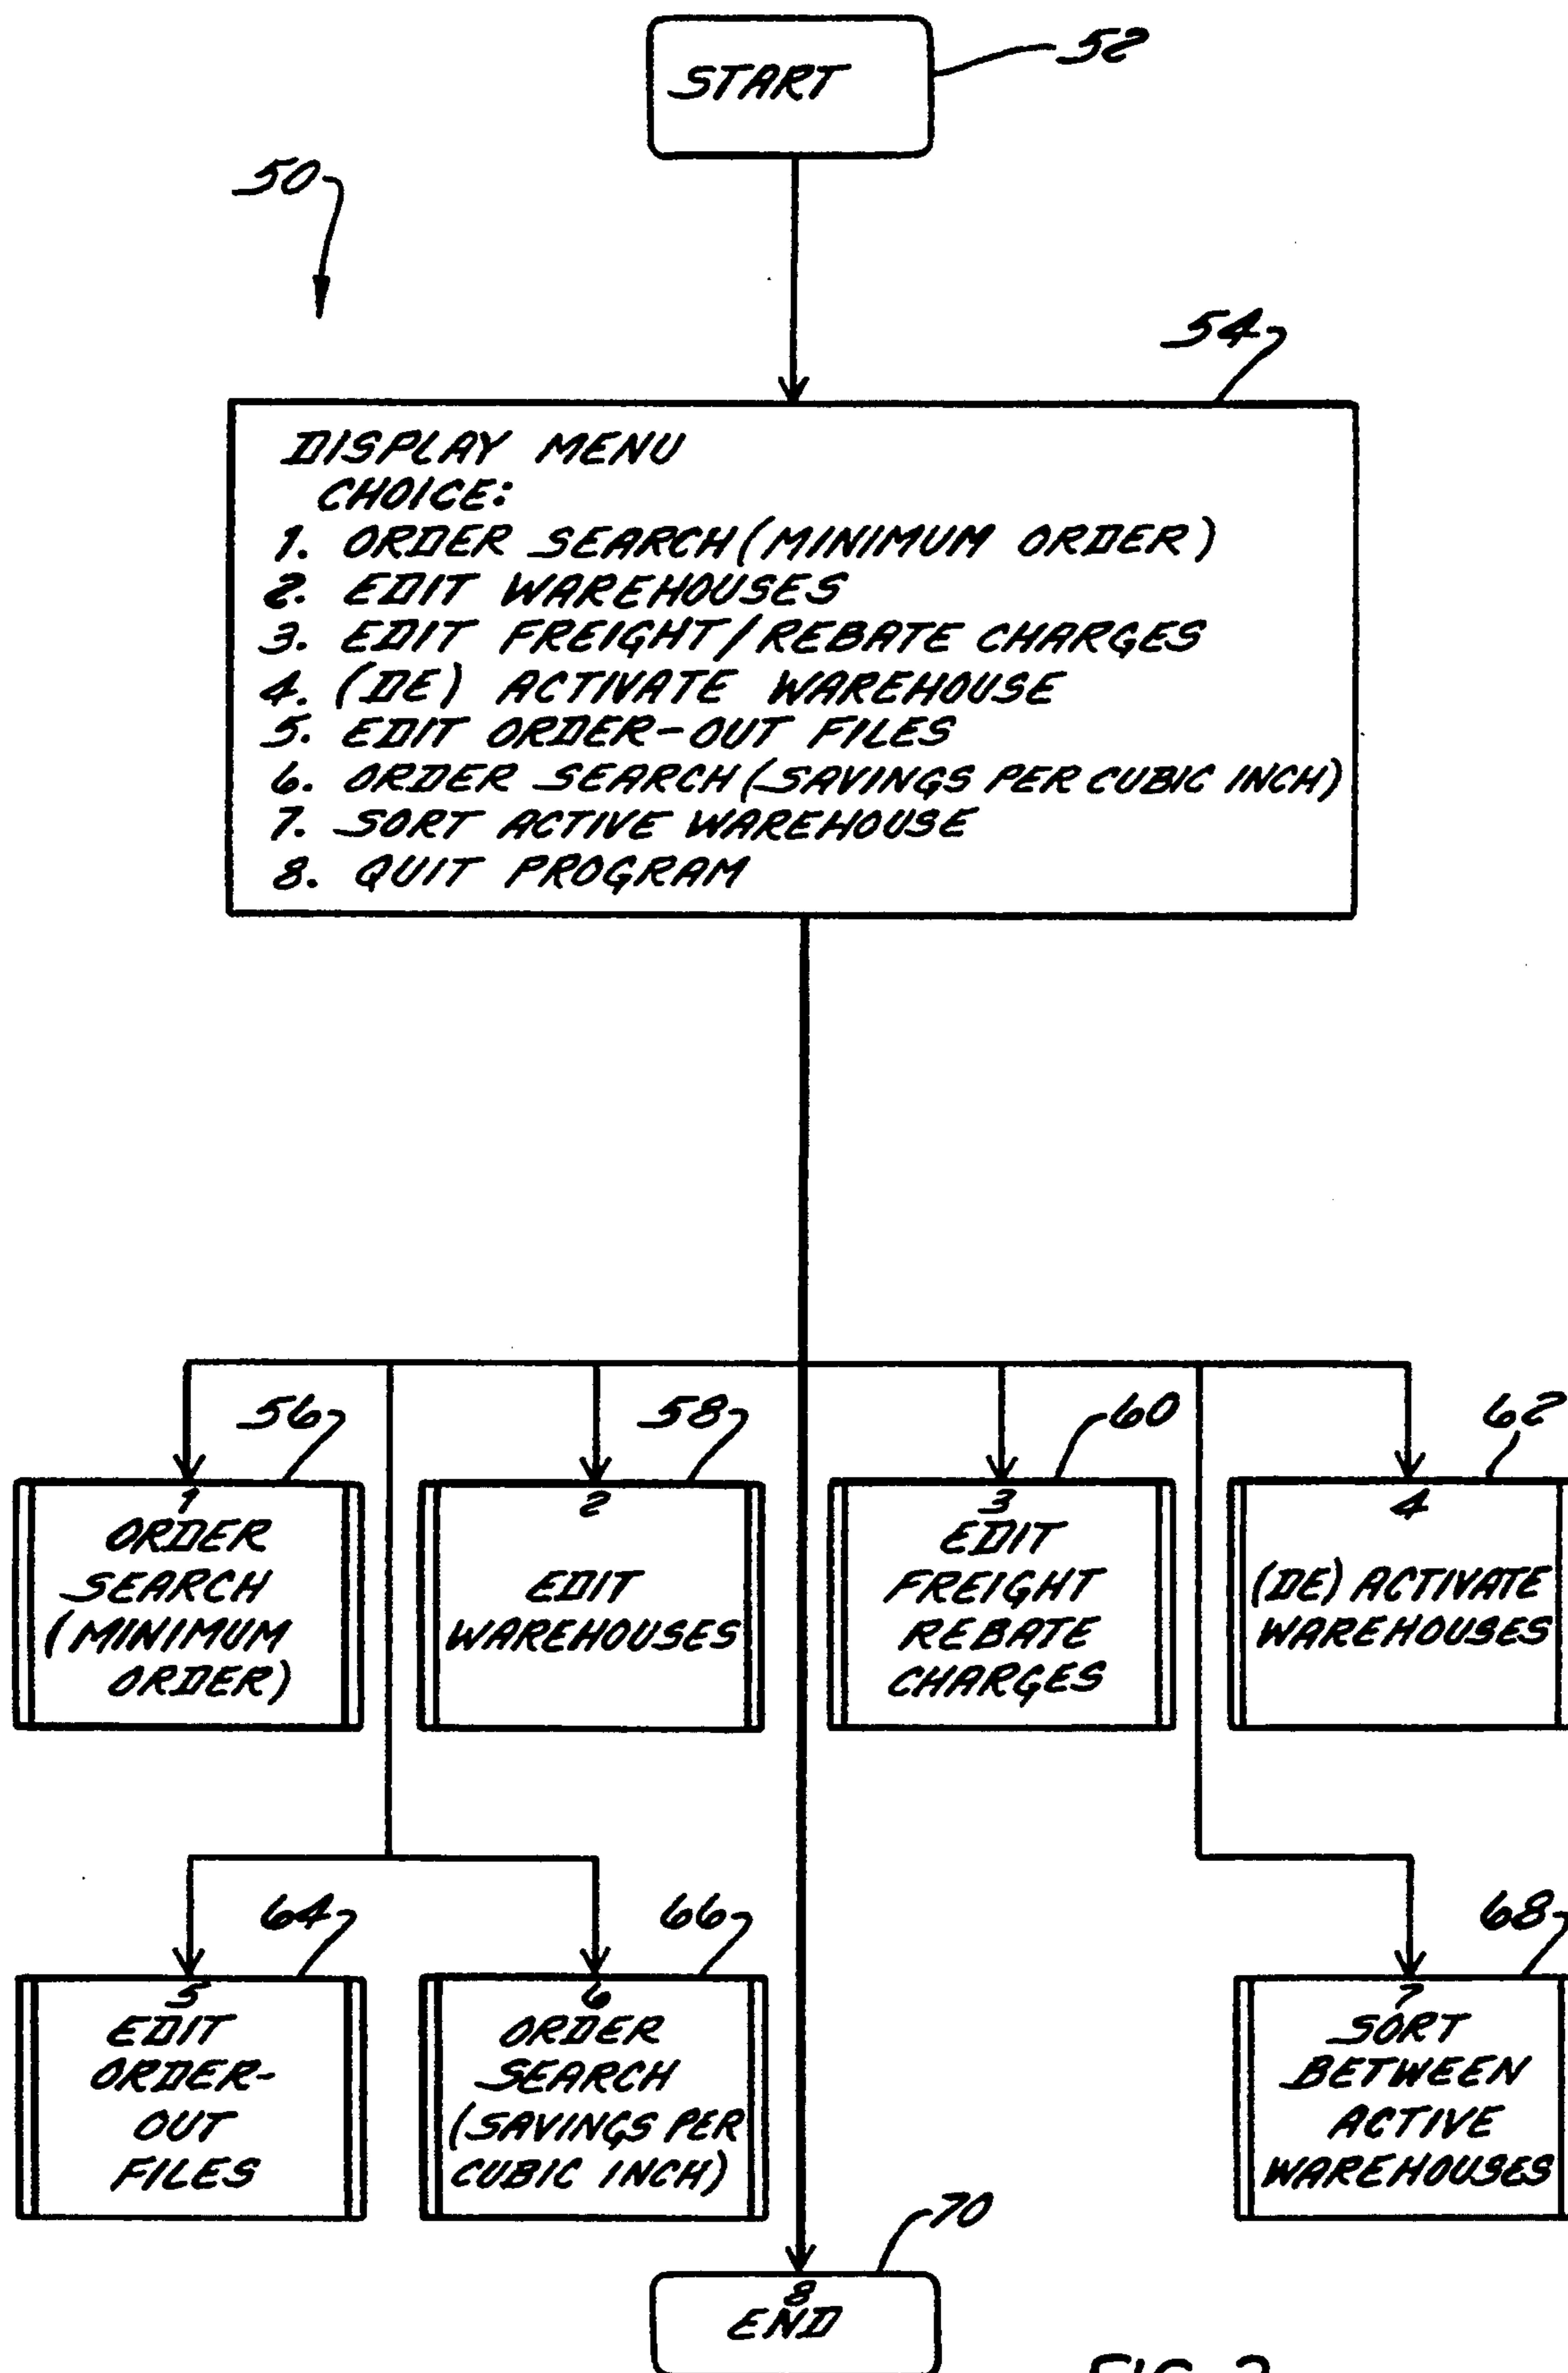 START
52
50
54
DISPLAY MENU
CHOICE:
1. ORDER SEARCH (MINIMUM ORDER)
2. EDIT WAREHOUSES
3. EDIT FREIGHT/REBATE CHARGES
4. (DE) ACTIVATE WAREHOUSE
5. EDIT ORDER-OUT FILES
6. ORDER SEARCH (SAVINGS PER CUBIC INCH)
7. SORT ACTIVE WAREHOUSE
8. QUIT PROGRAM
56
1
ORDER
SEARCH
(MINIMUM
ORDER)
58
2
EDIT
WAREHOUSES
60
3
EDIT
FREIGHT
REBATE
CHARGES
62
4
(DE) ACTIVATE
WAREHOUSES
64
5
EDIT
ORDER-
OUT
FILES
66
6
ORDER
SEARCH
(SAVINGS PER
CUBIC INCH)
68
7
SORT
BETWEEN
ACTIVE
WAREHOUSES
70
8
END